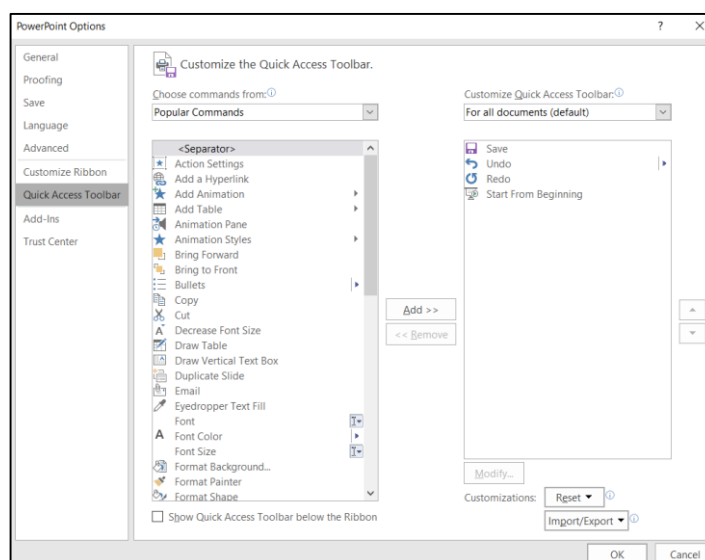 PowerPoint Options
?
General
Proofing
Save
Language
Advanced
Customize Ribbon
Quick Access Toolbar
Add-Ins
Trust Center
Customize the Quick Access Toolbar.
Choose commands from:
Popular Commands
<Separator>
Action Settings
Add a Hyperlink
Add Animation
Add Table
Animation Pane
Animation Styles
Bring Forward
Bring to Front
Bullets
Copy
Cut
Decrease Font Size
Draw Table
Draw Vertical Text Box
Duplicate Slide
Email
Eyedropper Text Fill
Font
Font Color
Font Size
Format Background...
Format Painter
Format Shape
Show Quick Access Toolbar below the Ribbon
Add >>
<< Remove
Customize Quick Access Toolbar:
For all documents (default)
Save
Undo
Redo
Start From Beginning
Modify...
Customizations:
Reset
Import/Export
OK
Cancel